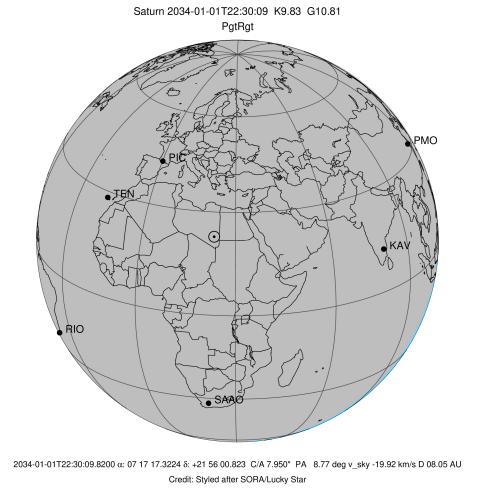 Saturn 2034-01-01T22:30:09 K9.83 G10.81
PgtRgt
PMO
PIC
TEN
KAV
RIO
SAAO
2034-01-01T22:30:09.8200 α: 07 17 17.3224 δ: +21 56 00.823 C/A 7.950" PA 8.77 deg v_sky -19.92 km/s D 08.05 AU
Credit: Styled after SORA/Lucky Star